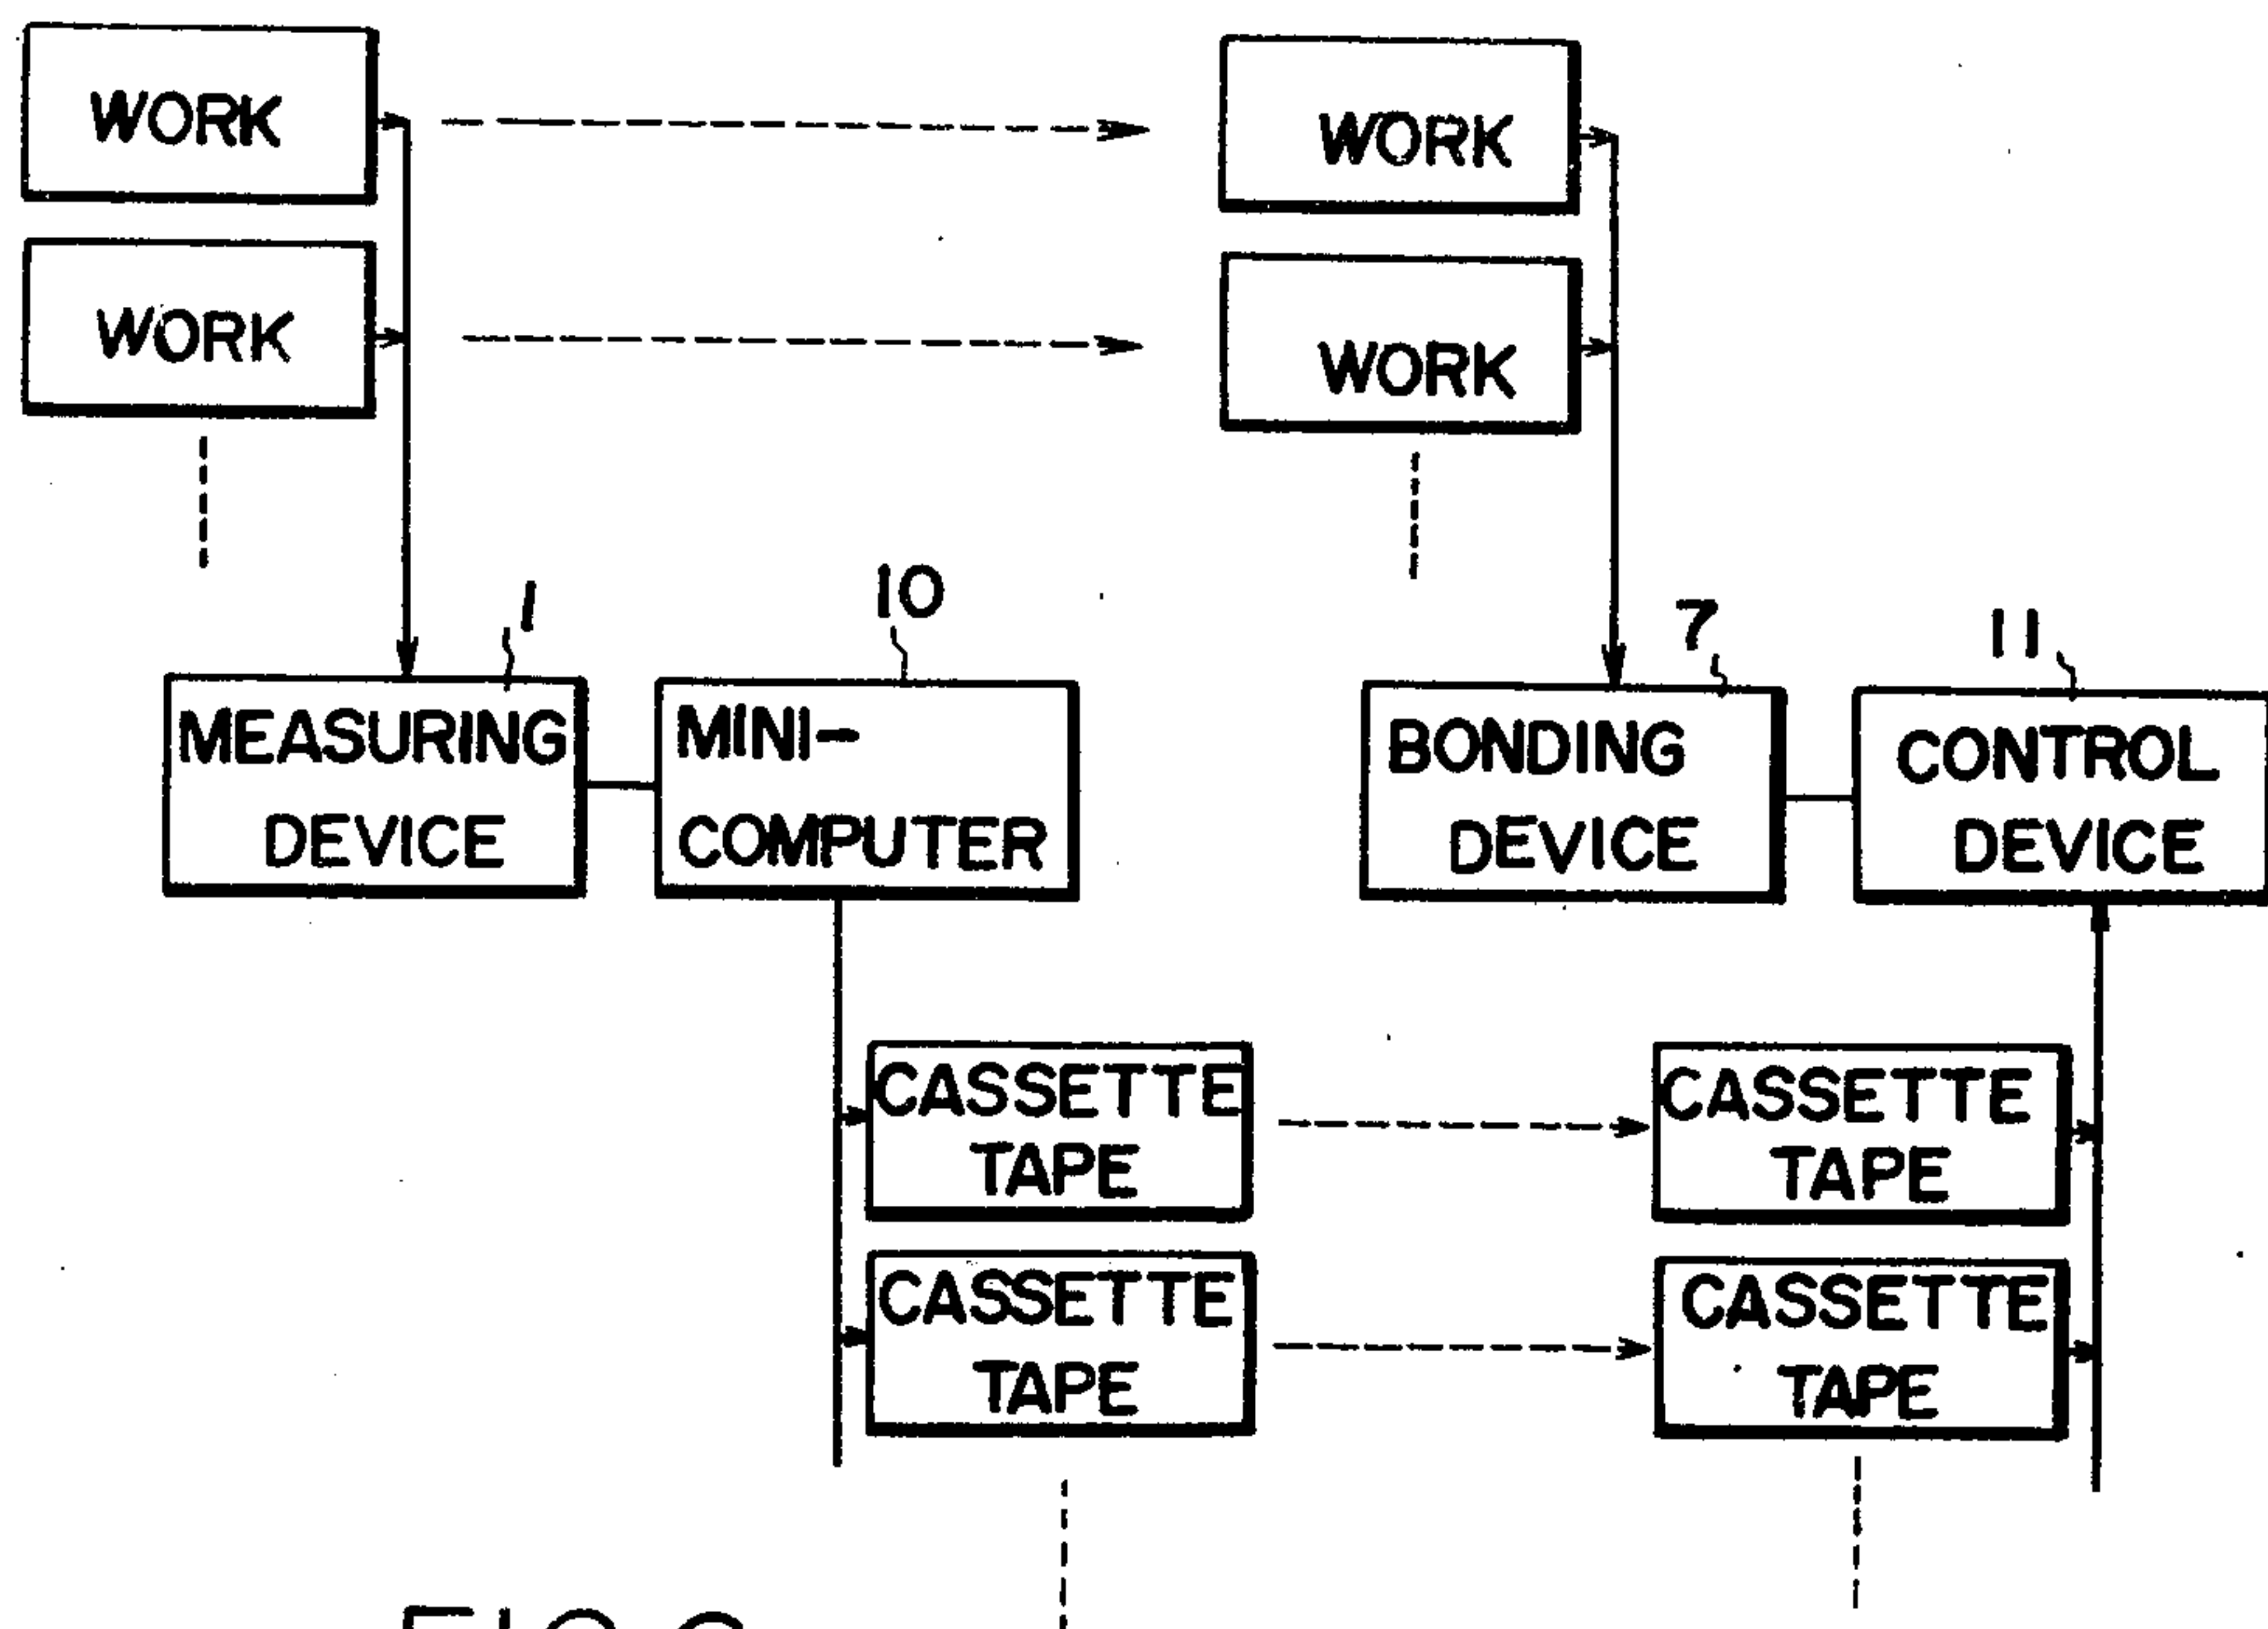 WORK
WORK
WORK
WORK
1
10
7
11
MEASURING
DEVICE
MINI-
COMPUTER
BONDING
DEVICE
CONTROL
DEVICE
CASSETTE
TAPE
CASSETTE
TAPE
CASSETTE
TAPE
CASSETTE
TAPE